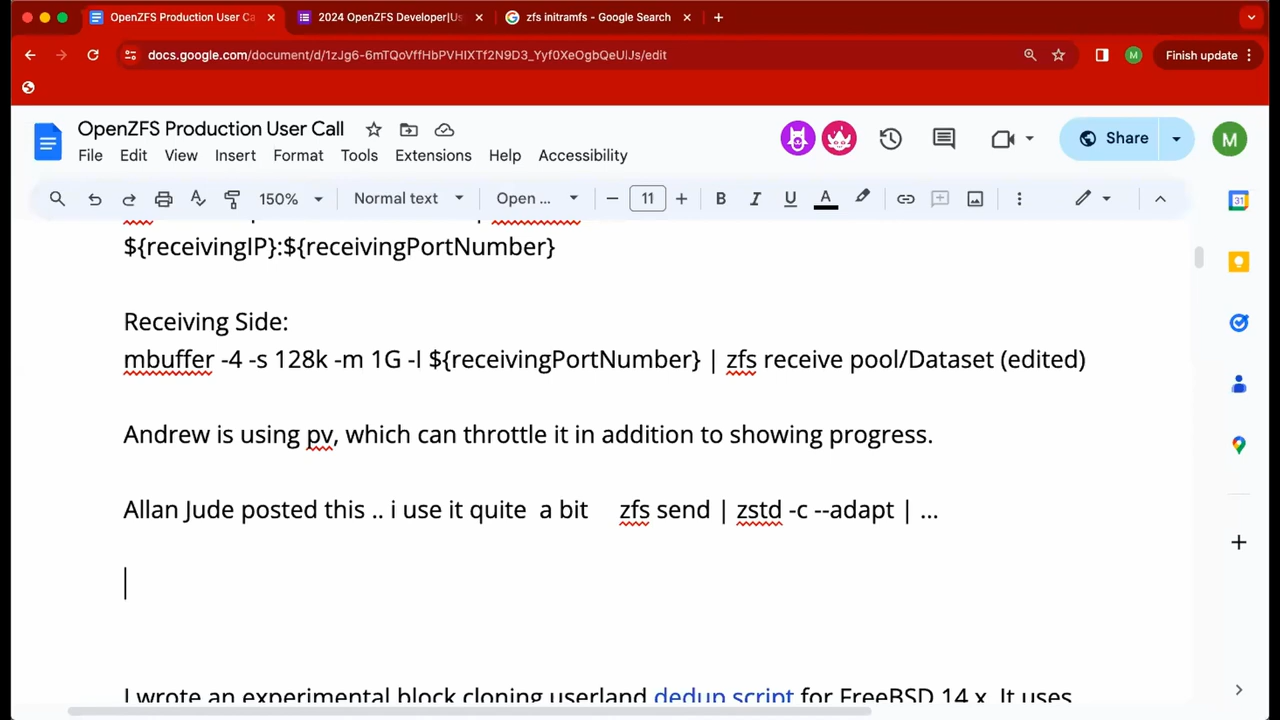 OpenZFS Production User Ca
2024 OpenZFS Developer|Us
zfs initramfs - Google Search
docs.google.com/document/d/1zJg6-6mTQoVffHbPVHIXTf2N9D3_Yyf0XeOgbQeUIJs/edit
M
Finish update
OpenZFS Production User Call
Share
M
File Edit View Insert Format Tools Extensions Help Accessibility
150% Normal text Open ... 11 B I U A
31
${receivingIP}:${receivingPortNumber}
Receiving Side:
mbuffer -4 -s 128k -m 1G -I ${receivingPortNumber} | zfs receive pool/Dataset (edited)
Andrew is using pv, which can throttle it in addition to showing progress.
Allan Jude posted this .. i use it quite  a bit     zfs send | zstd -c --adapt | ...
I wrote an experimental block cloning userland dedup script for FreeBSD 14.x. It uses